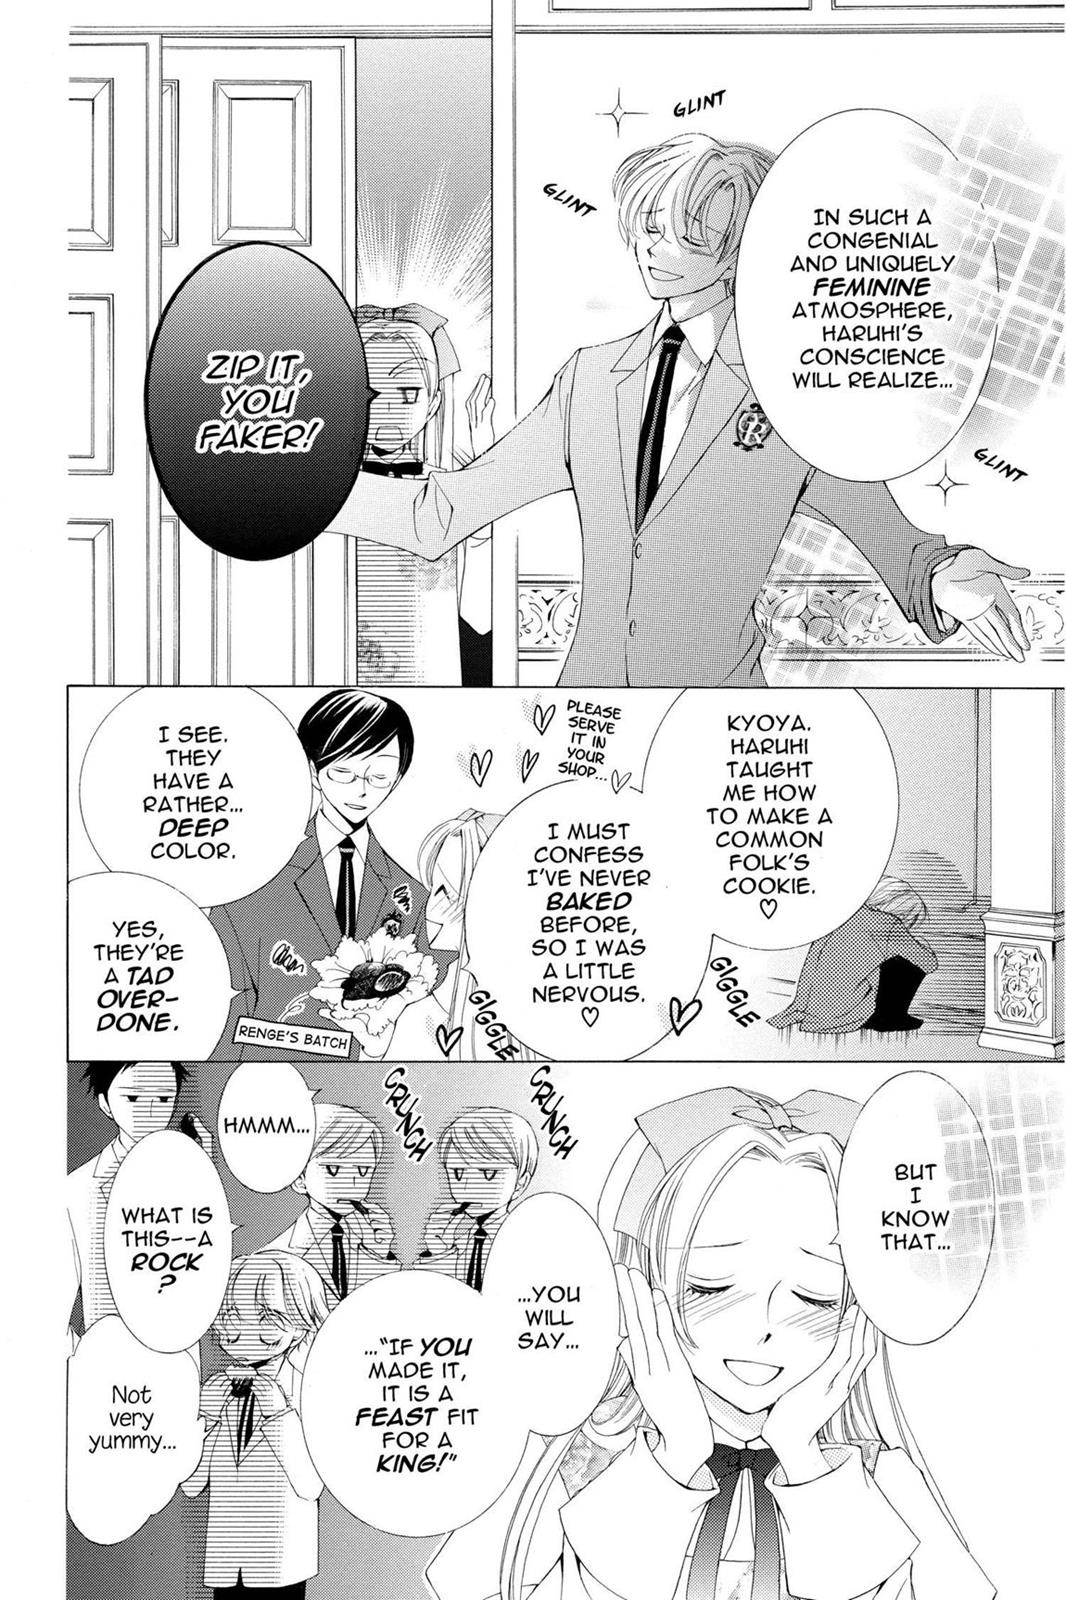 GLINT
GLINT
IN SUCH A
CONGENIAL
AND UNIQUELY
FEMININE
ATMOSPHERE,
HARUHI'S
CONSCIENCE
WILL REALIZE...
GLINT
ZIP IT,
YOU
FAKER!
KYOYA.
HARUHI
TAUGHT
ME HOW
TO MAKE A
COMMON
FOLK'S
COOKIE.
♡
GIGGLE
PLEASE
SERVE
IT IN
YOUR
SHOP...
I MUST
CONFESS
I'VE NEVER
BAKED
BEFORE,
SO I WAS
A LITTLE
NERVOUS.
♡
GIGGLE
I SEE.
THEY
HAVE A
RATHER...
DEEP
COLOR.
YES,
THEY'RE
A TAD
OVER-
DONE.
RENGE'S BATCH
BUT
I
KNOW
THAT...
...YOU
WILL
SAY...
..."IF YOU
MADE IT,
IT IS A
FEAST FIT
FOR A
KING!"
CRUNCH
CRUNCH
HMMM...
WHAT IS
THIS--A
ROCK
?
Not
very
yummy...